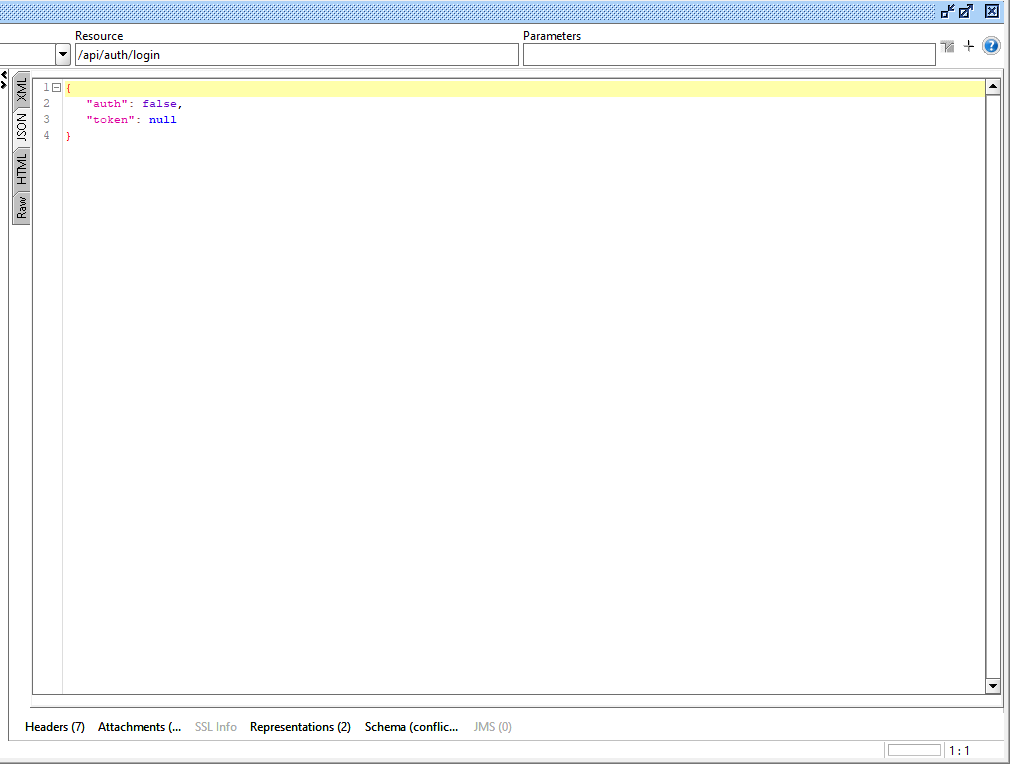 Resource
Parameters
/api/auth/login
XML
JSON
HTML
Raw
1 {
2 "auth": false,
3 "token": null
4 }
Headers (7) Attachments (... SSL Info Representations (2) Schema (conflic... JMS (0)
1 : 1